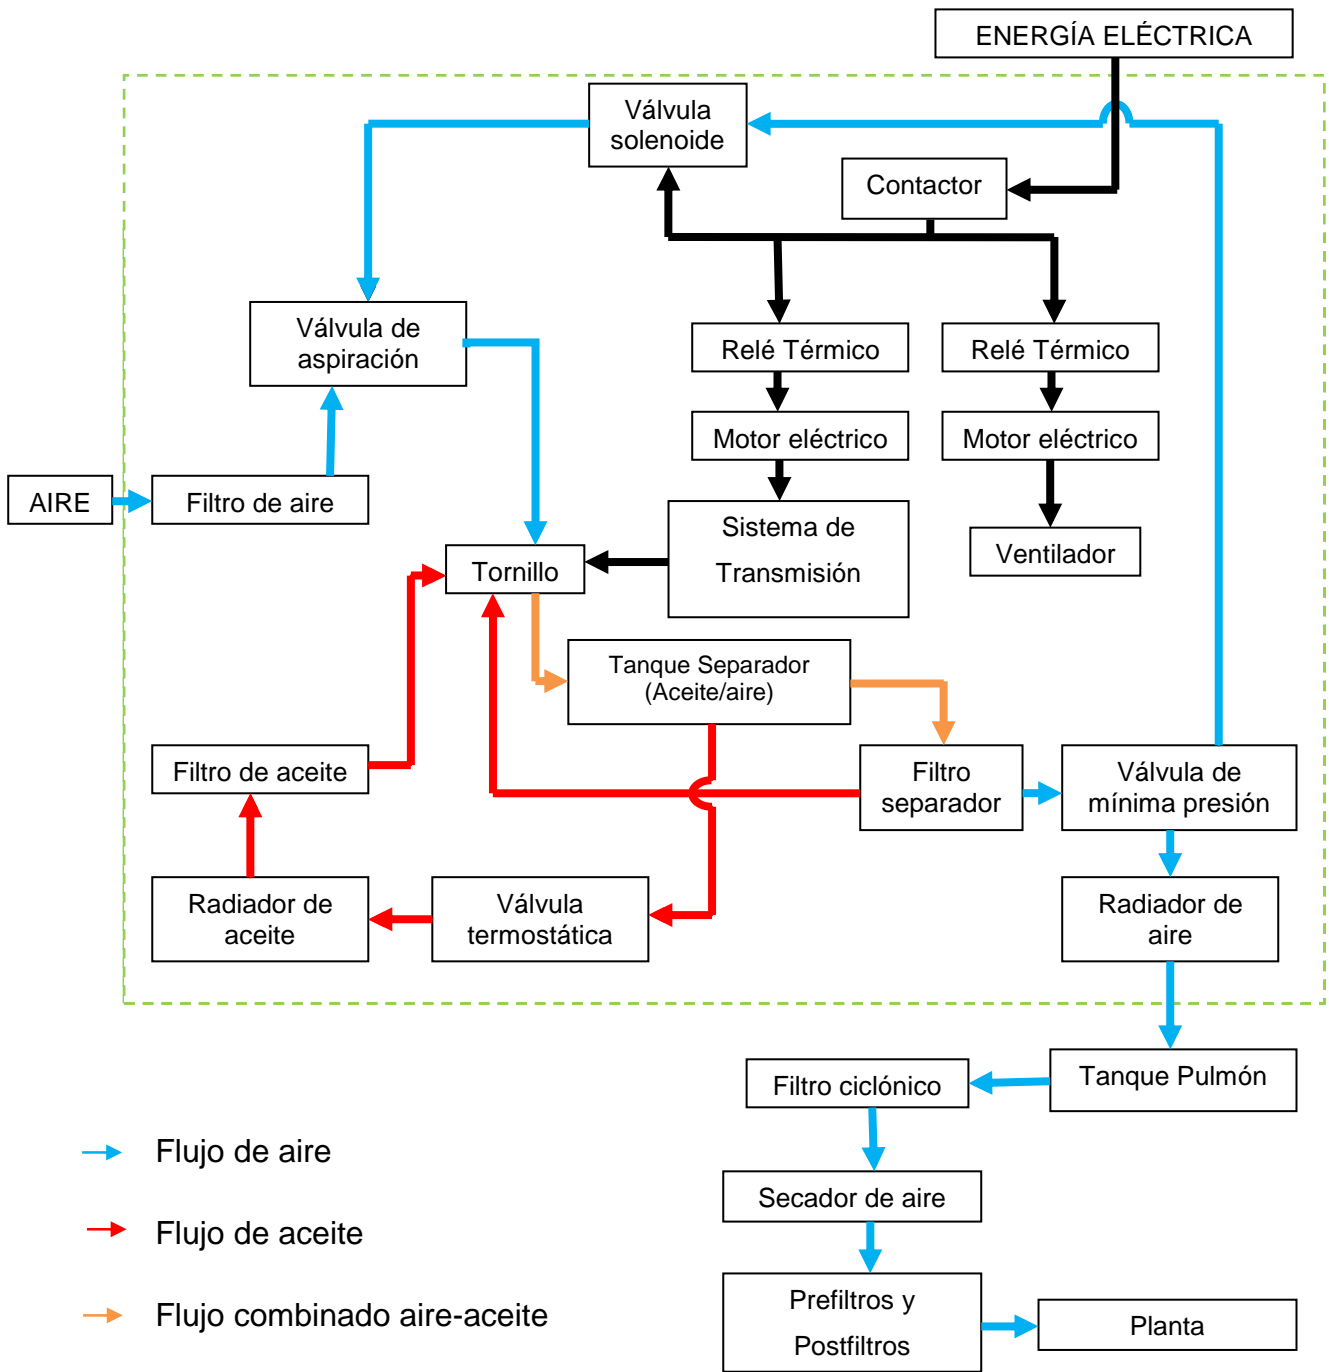 ENERGÍA ELÉCTRICA
Válvula
solenoide
Contactor
Válvula de
aspiración
Relé Térmico
Relé Térmico
Motor eléctrico
Motor eléctrico
AIRE
Filtro de aire
Sistema de
Transmisión
Ventilador
Tornillo
Tanque Separador
(Aceite/aire)
Filtro de aceite
Filtro
separador
Válvula de
mínima presión
Radiador de
aceite
Válvula
termostática
Radiador de
aire
Tanque Pulmón
Filtro ciclónico
Flujo de aire
Secador de aire
Flujo de aceite
Prefiltros y
Postfiltros
Planta
Flujo combinado aire-aceite